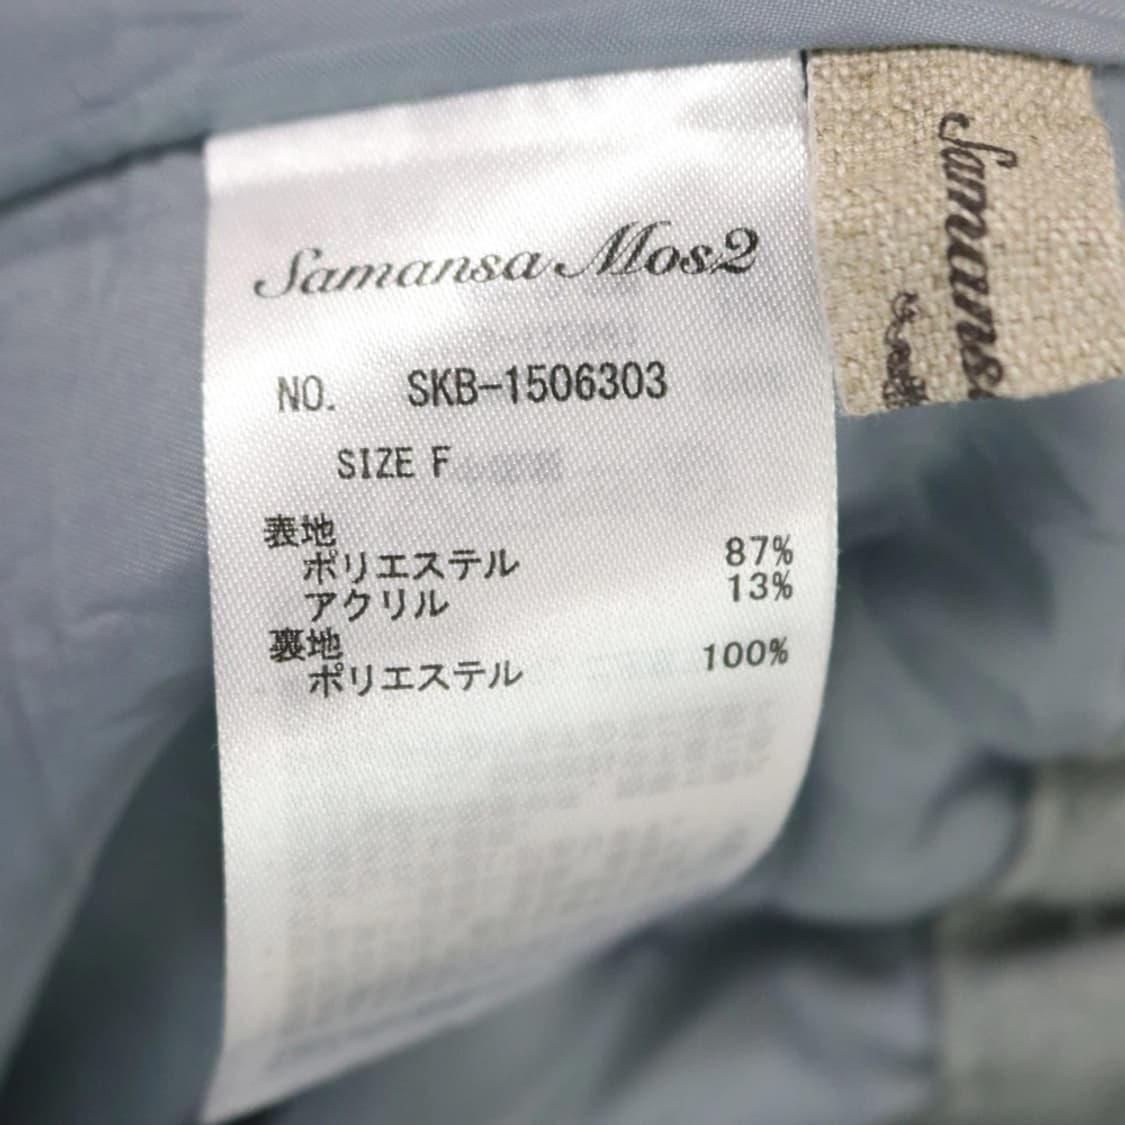 Samansa Mos2
NO. SKB-1506303
SIZE F
表地
ポリエステル 87%
アクリル 13%
裏地
ポリエステル 100%
Samansa